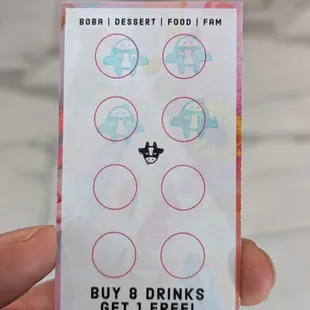 BOBA | DESSERT | FOOD | FAM
BUY 8 DRINKS
GET 1 FREE!